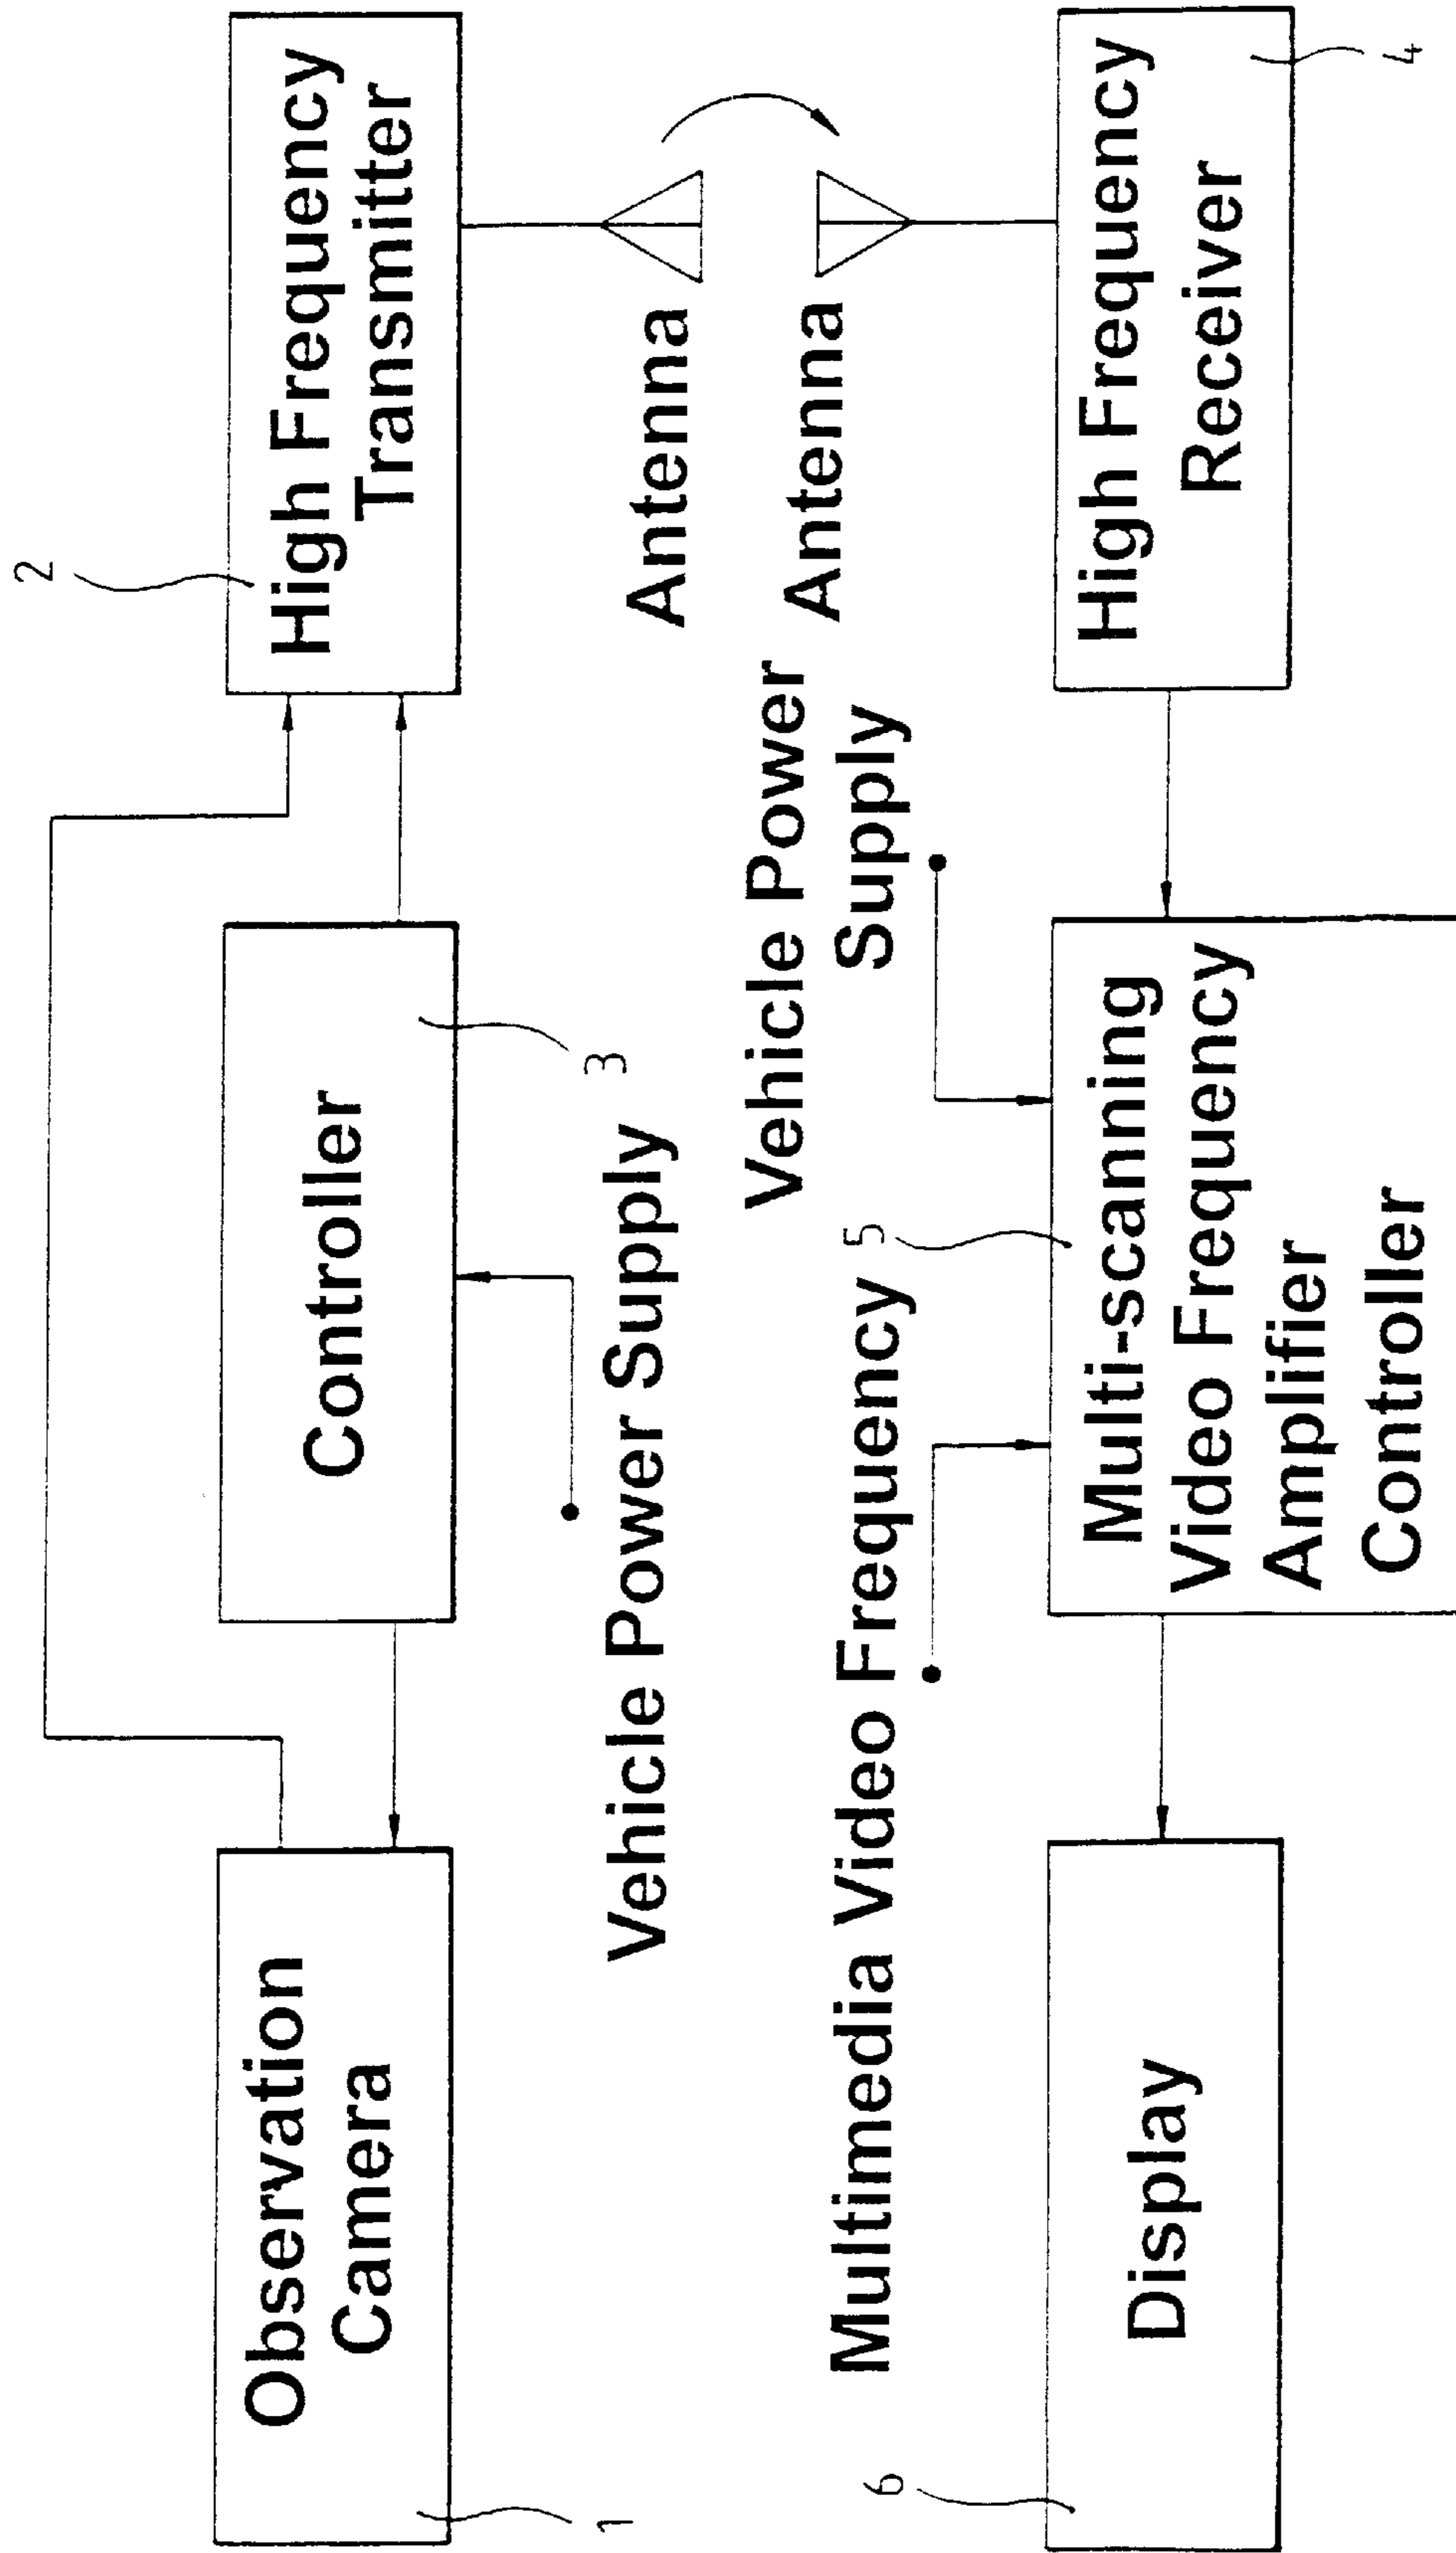 2
High Frequency
Transmitter
Controller
3
Observation
Camera
1
Vehicle Power Supply
Antenna
Antenna
Vehicle Power
Supply
Multimedia Video Frequency
5
High Frequency
Receiver
4
Multi-scanning
Video Frequency
Amplifier
Controller
6
Display